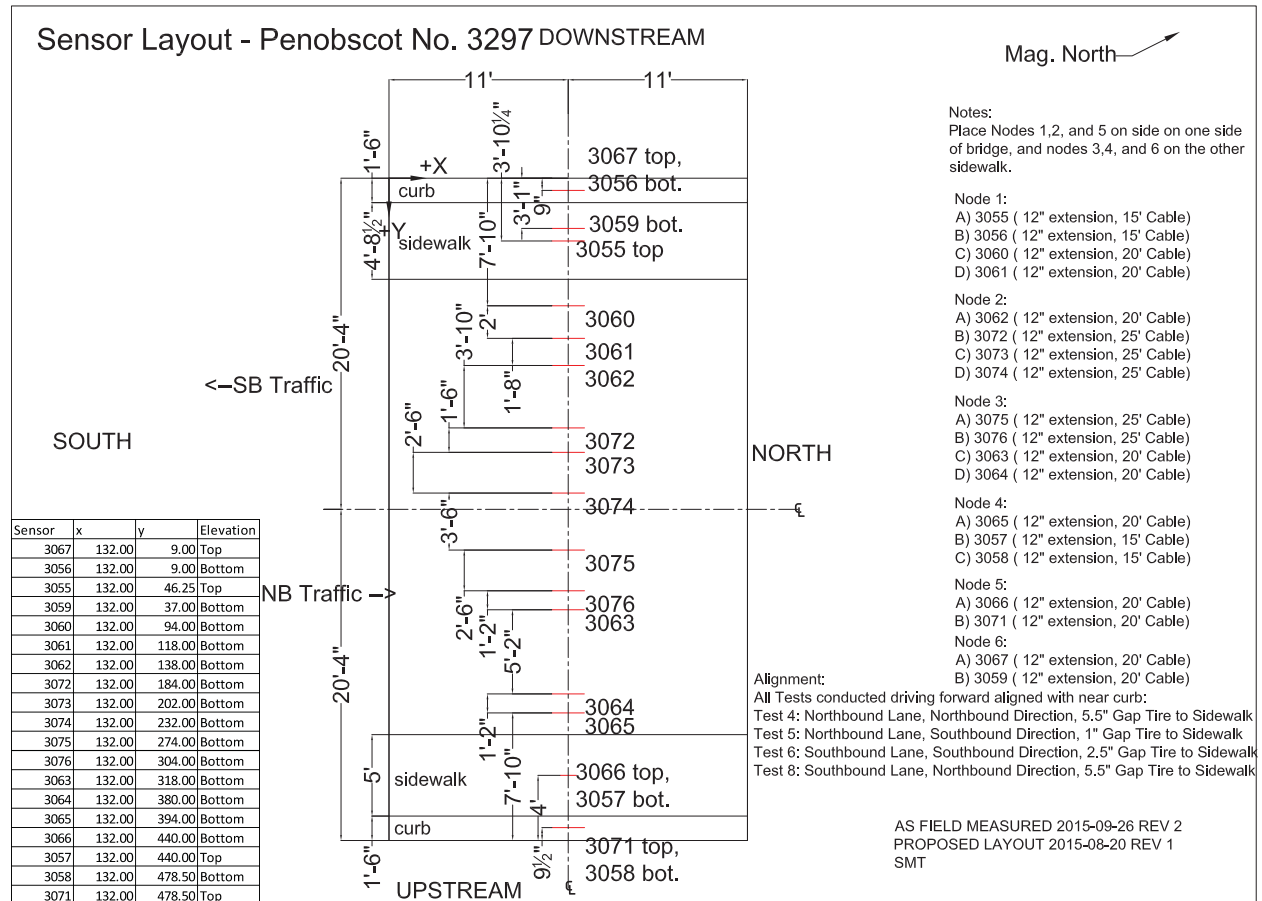 Sensor Layout - Penobscot No. 3297 DOWNSTREAM
Mag. North
11'
11'
1'-6"
3'-10¼"
+X
curb
3067 top,
3056 bot.
9"
3'-1"
4'-8½"
+Y
sidewalk
7'-10"
3059 bot.
3055 top
3060
2'
3061
3'-10"
3062
1'-8"
20'-4"
<–SB Traffic
1'-6"
2'-6"
3072
3073
SOUTH
NORTH
3074
3'-6"
℄
3075
NB Traffic –>
3076
3063
2'-6"
1'-2"
5'-2"
20'-4"
3064
3065
1'-2"
7'-10"
5'
sidewalk
3066 top,
3057 bot.
4'
curb
1'-6"
9½"
3071 top,
3058 bot.
UPSTREAM
℄
Sensor x y Elevation
3067 132.00 9.00 Top
3056 132.00 9.00 Bottom
3055 132.00 46.25 Top
3059 132.00 37.00 Bottom
3060 132.00 94.00 Bottom
3061 132.00 118.00 Bottom
3062 132.00 138.00 Bottom
3072 132.00 184.00 Bottom
3073 132.00 202.00 Bottom
3074 132.00 232.00 Bottom
3075 132.00 274.00 Bottom
3076 132.00 304.00 Bottom
3063 132.00 318.00 Bottom
3064 132.00 380.00 Bottom
3065 132.00 394.00 Bottom
3066 132.00 440.00 Bottom
3057 132.00 440.00 Top
3058 132.00 478.50 Bottom
3071 132.00 478.50 Top
Notes:
Place Nodes 1,2, and 5 on side on one side
of bridge, and nodes 3,4, and 6 on the other
sidewalk.
Node 1:
A) 3055 ( 12" extension, 15' Cable)
B) 3056 ( 12" extension, 15' Cable)
C) 3060 ( 12" extension, 20' Cable)
D) 3061 ( 12" extension, 20' Cable)
Node 2:
A) 3062 ( 12" extension, 20' Cable)
B) 3072 ( 12" extension, 25' Cable)
C) 3073 ( 12" extension, 25' Cable)
D) 3074 ( 12" extension, 25' Cable)
Node 3:
A) 3075 ( 12" extension, 25' Cable)
B) 3076 ( 12" extension, 25' Cable)
C) 3063 ( 12" extension, 20' Cable)
D) 3064 ( 12" extension, 20' Cable)
Node 4:
A) 3065 ( 12" extension, 20' Cable)
B) 3057 ( 12" extension, 15' Cable)
C) 3058 ( 12" extension, 15' Cable)
Node 5:
A) 3066 ( 12" extension, 20' Cable)
B) 3071 ( 12" extension, 20' Cable)
Node 6:
A) 3067 ( 12" extension, 20' Cable)
B) 3059 ( 12" extension, 20' Cable)
Alignment:
All Tests conducted driving forward aligned with near curb:
Test 4: Northbound Lane, Northbound Direction, 5.5" Gap Tire to Sidewalk
Test 5: Northbound Lane, Southbound Direction, 1" Gap Tire to Sidewalk
Test 6: Southbound Lane, Southbound Direction, 2.5" Gap Tire to Sidewalk
Test 8: Southbound Lane, Northbound Direction, 5.5" Gap Tire to Sidewalk
AS FIELD MEASURED 2015-09-26 REV 2
PROPOSED LAYOUT 2015-08-20 REV 1
SMT